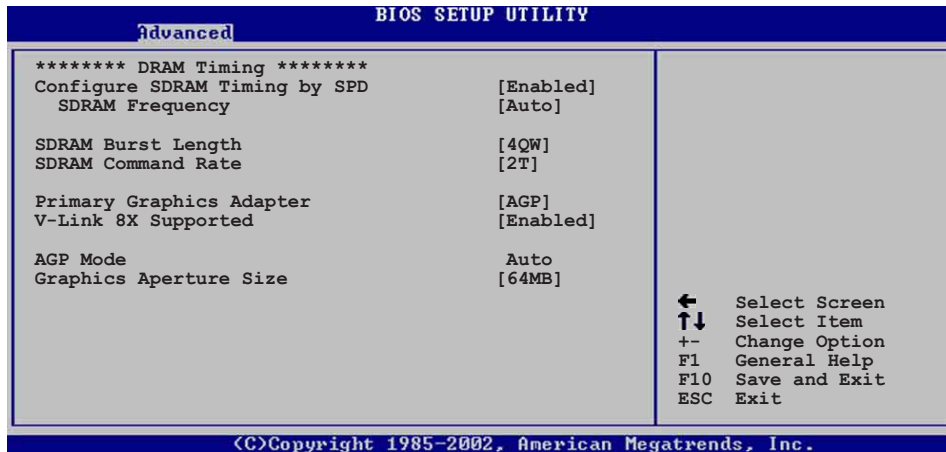 BIOS SETUP UTILITY
Advanced
******** DRAM Timing ********
Configure SDRAM Timing by SPD [Enabled]
SDRAM Frequency [Auto]
SDRAM Burst Length [4QW]
SDRAM Command Rate [2T]
Primary Graphics Adapter [AGP]
V-Link 8X Supported [Enabled]
AGP Mode Auto
Graphics Aperture Size [64MB]
← Select Screen
↑↓ Select Item
+- Change Option
F1 General Help
F10 Save and Exit
ESC Exit
(C)Copyright 1985-2002, American Megatrends, Inc.